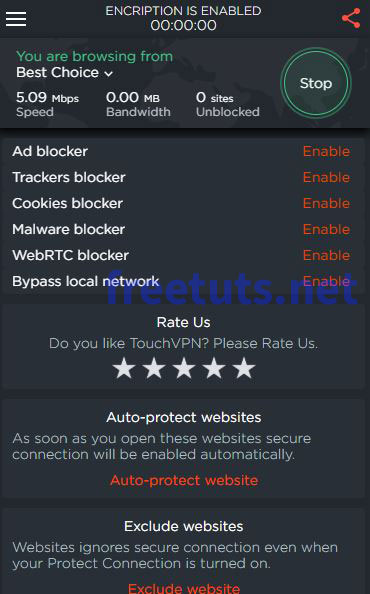 ENCRIPTION IS ENABLED
00:00:00
You are browsing from
Best Choice
Stop
5.09 Mbps 0.00 MB 0 sites
Speed Bandwidth Unblocked
Ad blocker Enable
Trackers blocker Enable
Cookies blocker Enable
Malware blocker Enable
WebRTC blocker Enable
Bypass local network Enable
freetuts.net
Rate Us
Do you like TouchVPN? Please Rate Us.
Auto-protect websites
As soon as you open these websites secure
connection will be enabled automatically.
Auto-protect website
Exclude websites
Websites ignores secure connection even when
your Protect Connection is turned on.
Exclude website